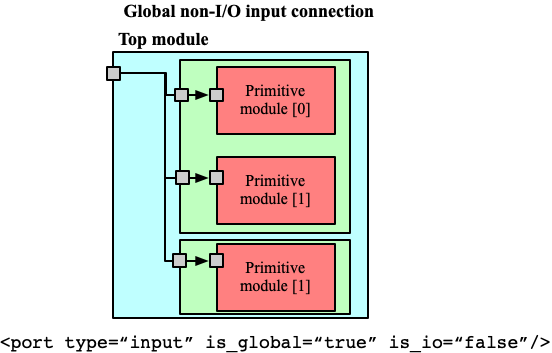 Global non-I/O input connection
Top module
Primitive
module [0]
Primitive
module [1]
Primitive
module [1]
<port type=“input” is_global=“true” is_io=“false”/>